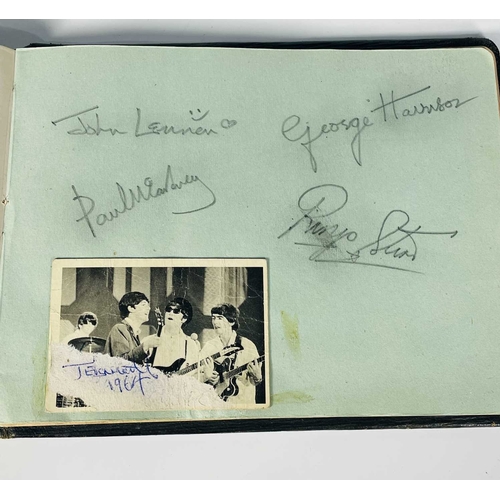 John Lennon
George Harrison
Paul McCartney
Ringo Starr
1964